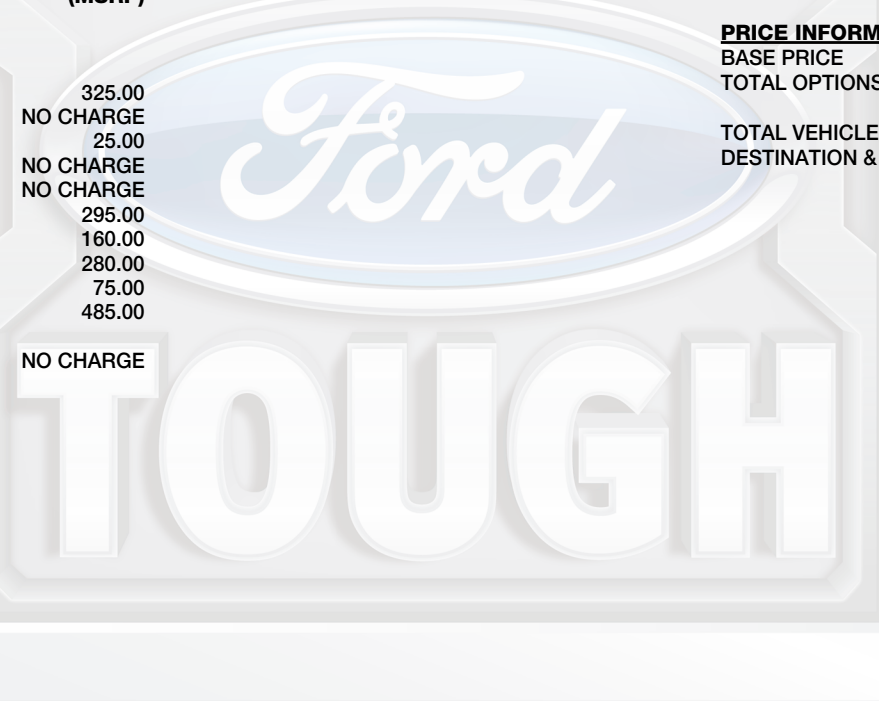 (MSRP)
325.00
NO CHARGE
25.00
NO CHARGE
NO CHARGE
295.00
160.00
280.00
75.00
485.00
NO CHARGE
PRICE INFORM
BASE PRICE
TOTAL OPTIONS
TOTAL VEHICLE
DESTINATION &
Ford
TOUGH